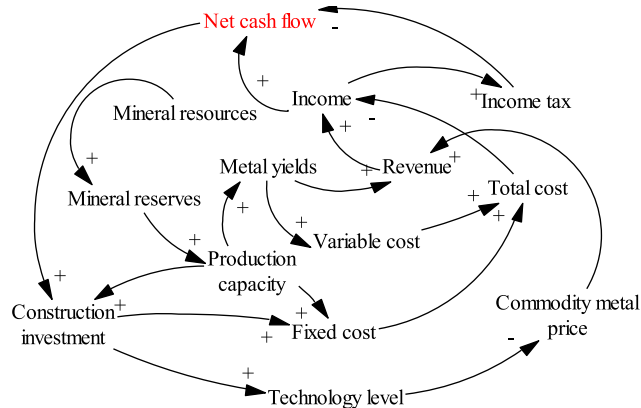 Net cash flow
-
+
Income
+
Income tax
Mineral resources
-
+
+
Metal yields
+
Revenue
+
Mineral reserves
+
Total cost
+
+
+
+
Variable cost
Production
capacity
+
Construction
investment
+
+
+
Fixed cost
Commodity metal
price
-
+
Technology level